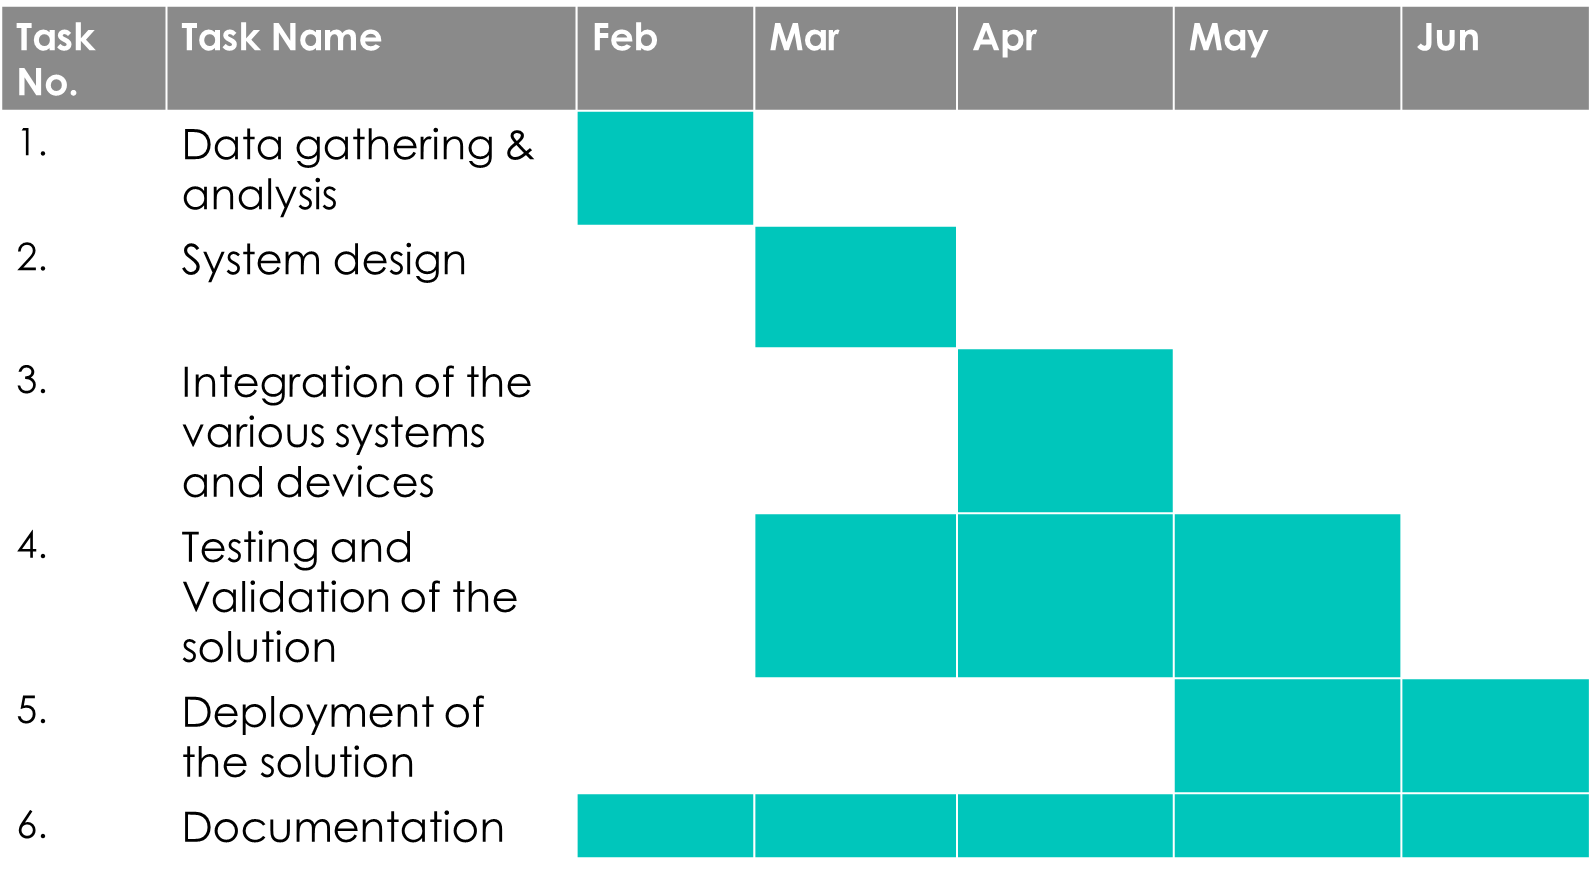 Task No. Task Name Feb Mar Apr May Jun
1. Data gathering &
analysis
2. System design
3. Integration of the
various systems
and devices
4. Testing and
Validation of the
solution
5. Deployment of
the solution
6. Documentation